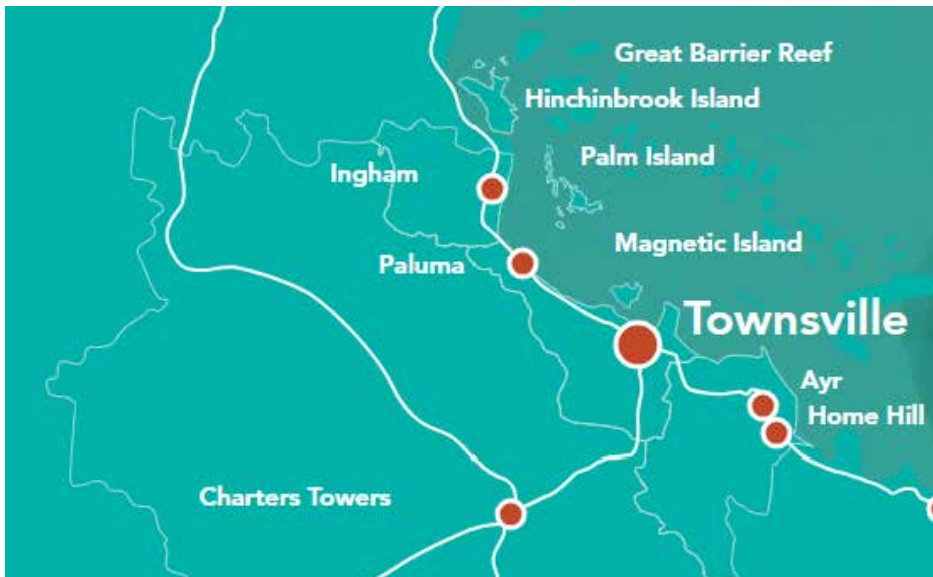 Great Barrier Reef
Hinchinbrook Island
Palm Island
Ingham
Magnetic Island
Paluma
Townsville
Ayr
Home Hill
Charters Towers